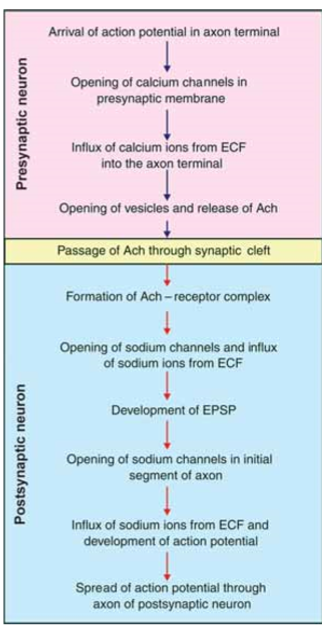 Presynaptic neuron
Arrival of action potential in axon terminal
Opening of calcium channels in
presynaptic membrane
Influx of calcium ions from ECF
into the axon terminal
Opening of vesicles and release of Ach
Passage of Ach through synaptic cleft
Postsynaptic neuron
Formation of Ach – receptor complex
Opening of sodium channels and influx
of sodium ions from ECF
Development of EPSP
Opening of sodium channels in initial
segment of axon
Influx of sodium ions from ECF and
development of action potential
Spread of action potential through
axon of postsynaptic neuron